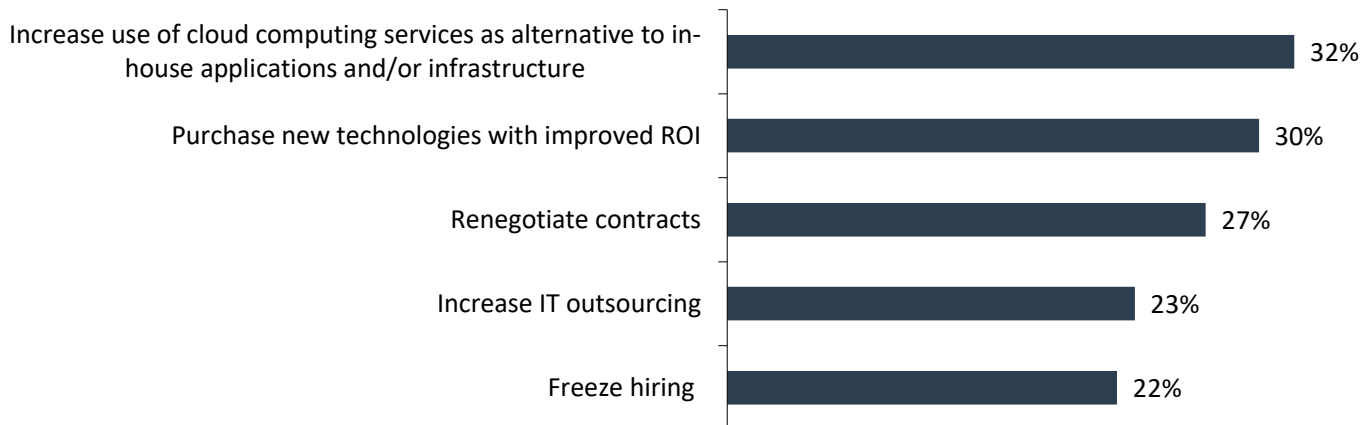 Increase use of cloud computing services as alternative to in-
house applications and/or infrastructure
32%
Purchase new technologies with improved ROI
30%
Renegotiate contracts
27%
Increase IT outsourcing
23%
Freeze hiring
22%